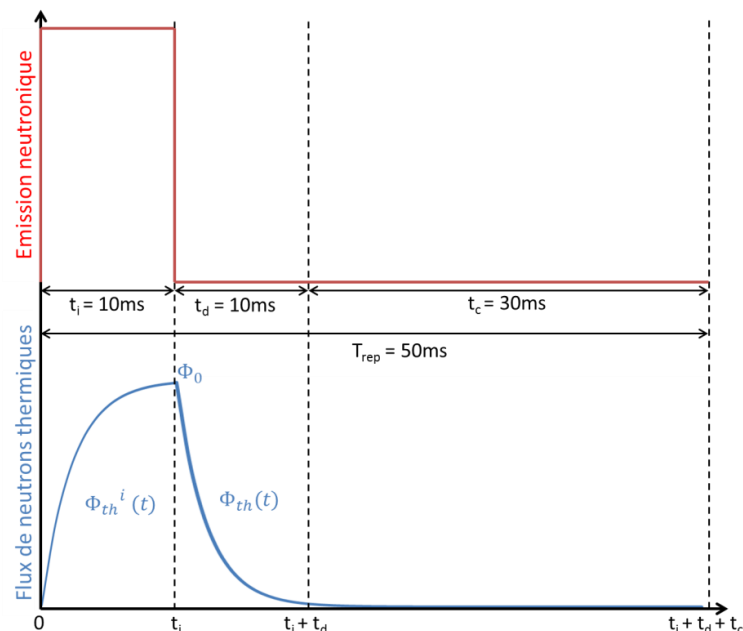 Emission neutronique
tᵢ = 10ms
t_d = 10ms
t_c = 30ms
T_rep = 50ms
Flux de neutrons thermiques
Φ₀
Φ_thⁱ (t)
Φ_th(t)
0
tᵢ
tᵢ + t_d
tᵢ + t_d + t_c